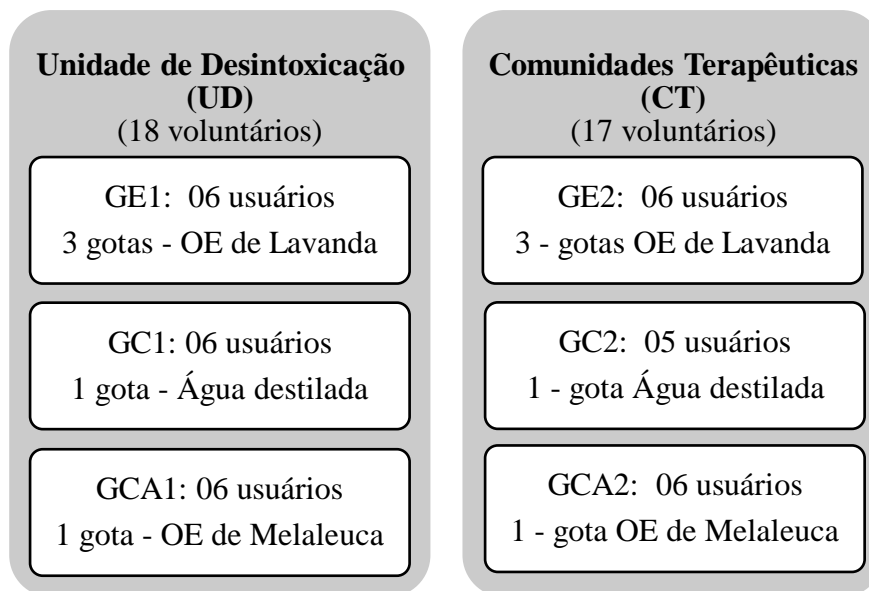 Unidade de Desintoxicação
(UD)
(18 voluntários)
GE1: 06 usuários
3 gotas - OE de Lavanda
GC1: 06 usuários
1 gota - Água destilada
GCA1: 06 usuários
1 gota - OE de Melaleuca
Comunidades Terapêuticas
(CT)
(17 voluntários)
GE2: 06 usuários
3 - gotas OE de Lavanda
GC2: 05 usuários
1 - gota Água destilada
GCA2: 06 usuários
1 - gota OE de Melaleuca